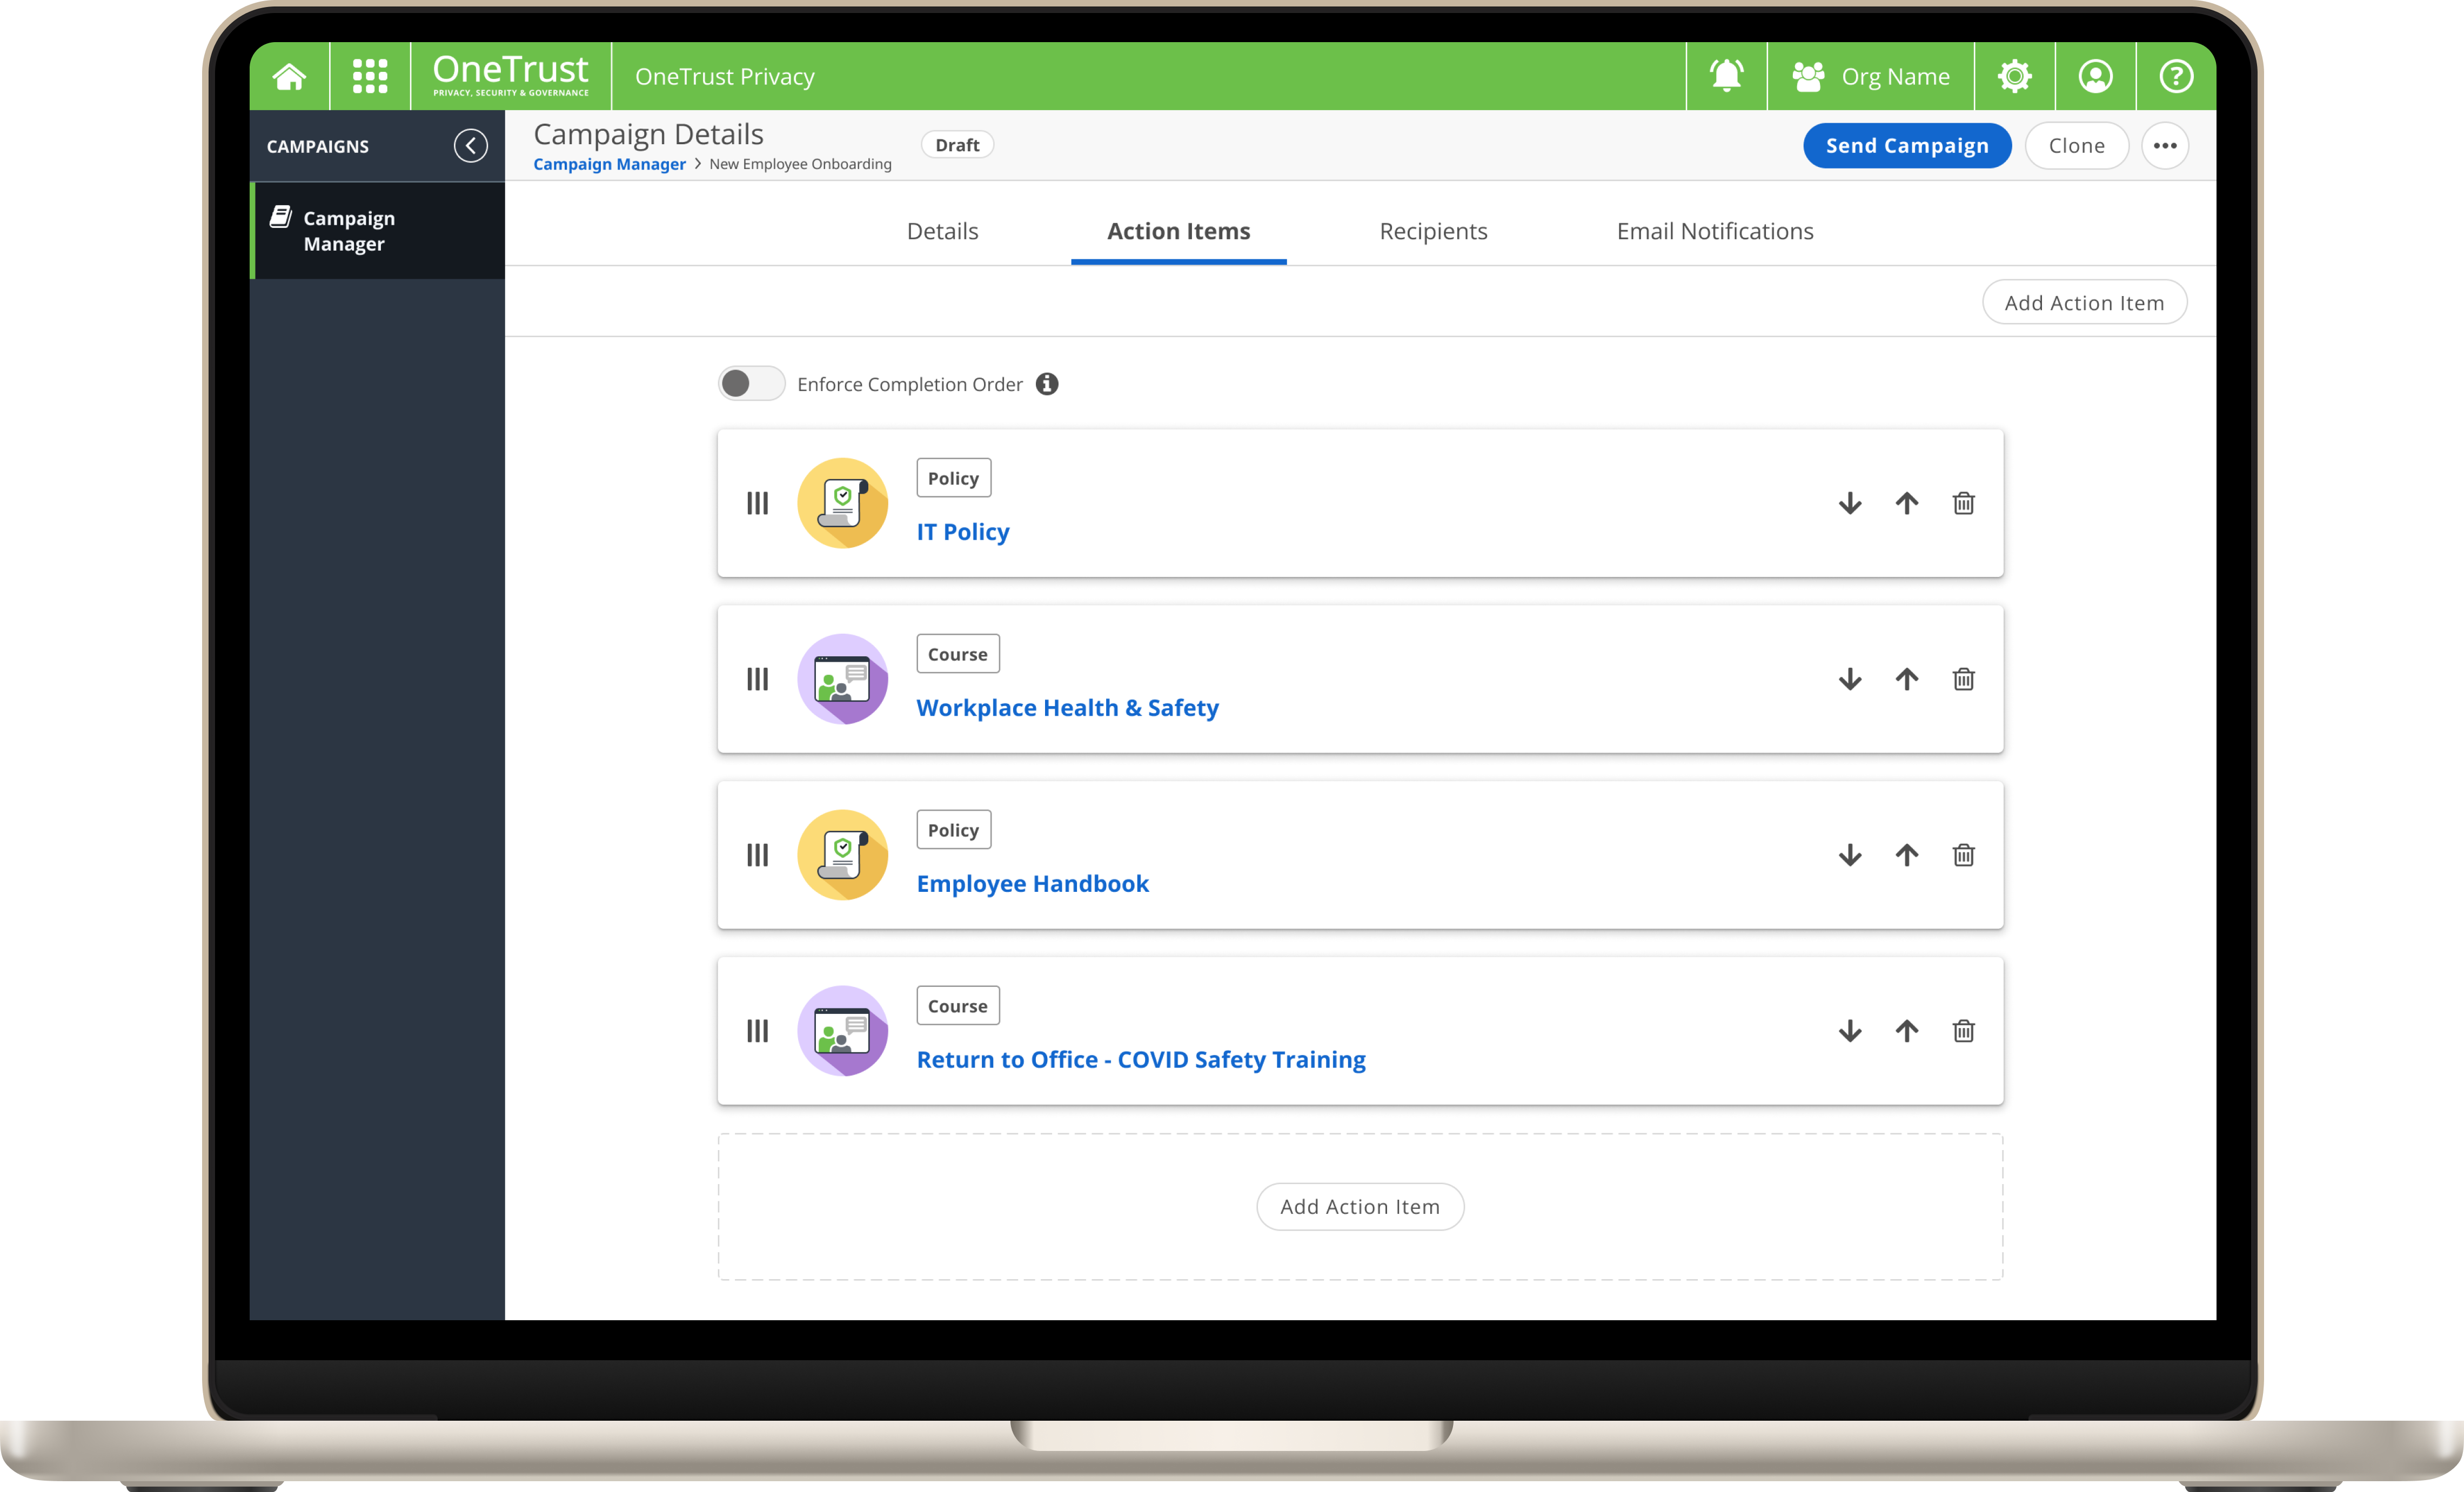 OneTrust
PRIVACY, SECURITY & GOVERNANCE
OneTrust Privacy
Org Name
?
CAMPAIGNS
Campaign Details
Campaign Manager > New Employee Onboarding
Draft
Send Campaign
Clone
Campaign
Manager
Details
Action Items
Recipients
Email Notifications
Add Action Item
Enforce Completion Order
Policy
IT Policy
Course
Workplace Health & Safety
Policy
Employee Handbook
Course
Return to Office - COVID Safety Training
Add Action Item